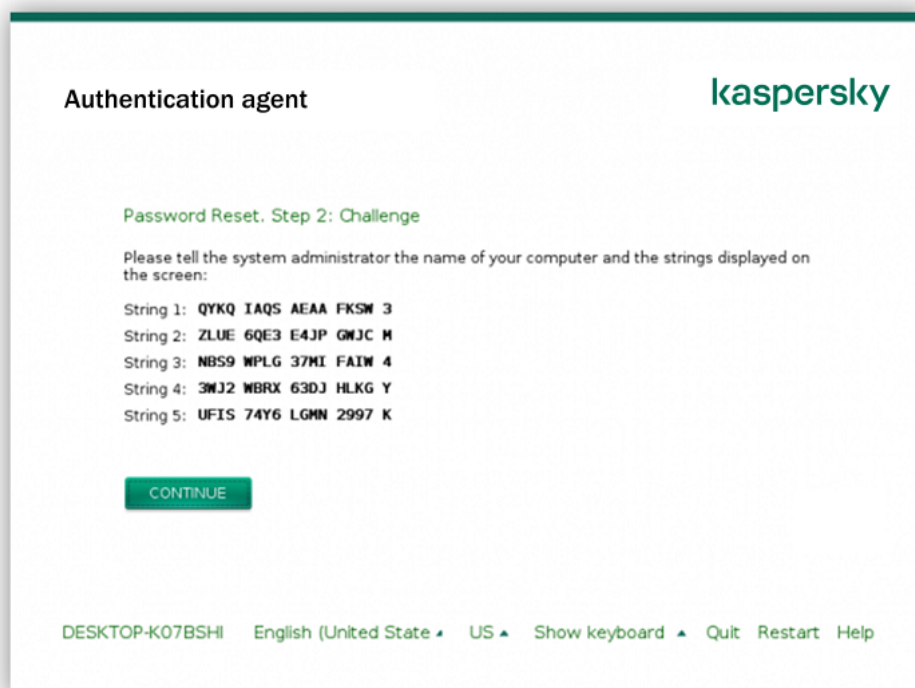 Authentication agent
kaspersky
Password Reset. Step 2: Challenge
Please tell the system administrator the name of your computer and the strings displayed on
the screen:
String 1: QYKQ IAQS AEAA FKSW 3
String 2: ZLUE 6QE3 E4JP GWJC M
String 3: NBS9 WPLG 37MI FAIW 4
String 4: 3WJ2 WBRX 63DJ HLKG Y
String 5: UFIS 74Y6 LGMN 2997 K
CONTINUE
DESKTOP-K07BSHI English (United State US Show keyboard Quit Restart Help